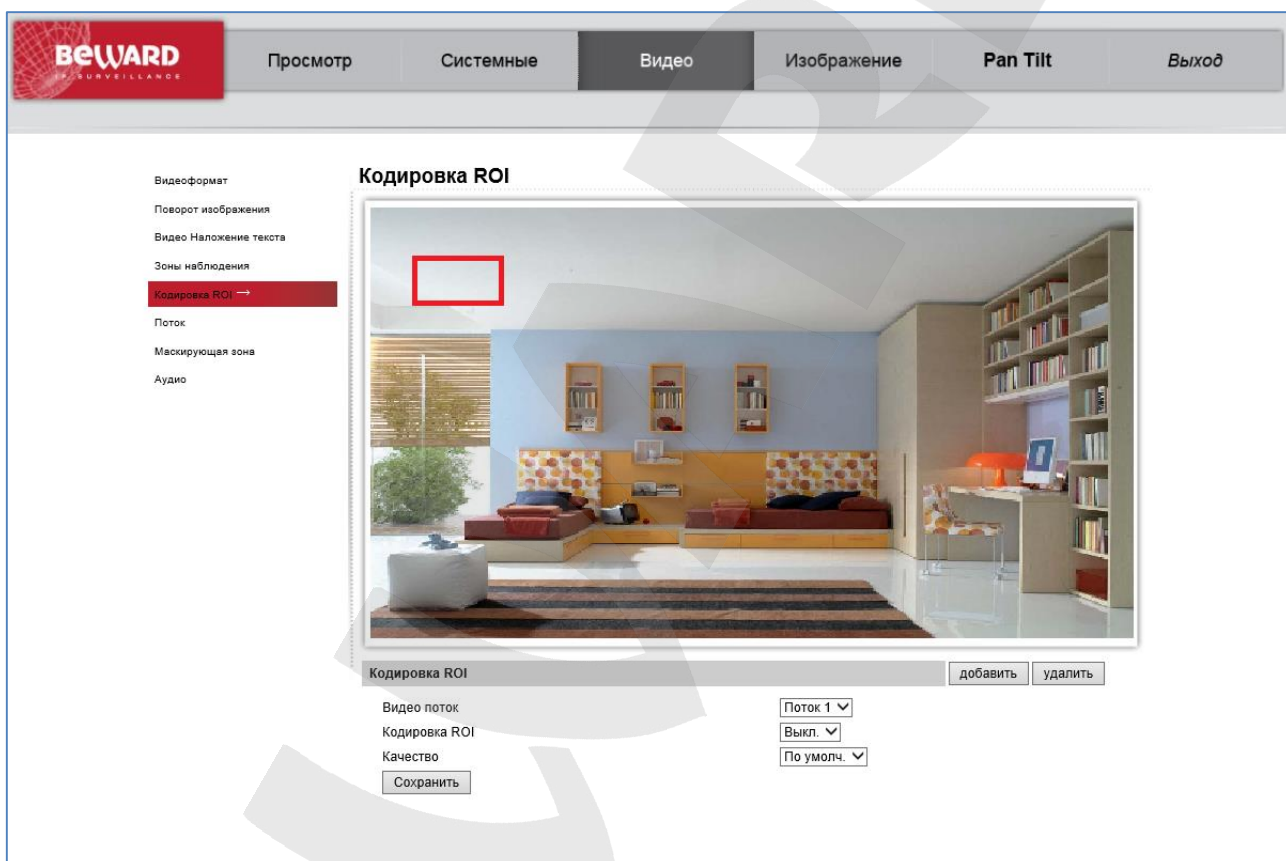 BEWARD
IP SURVEILLANCE
Просмотр
Системные
Видео
Изображение
Pan Tilt
Выход
Видеоформат
Поворот изображения
Видео Наложение текста
Зоны наблюдения
Кодировка ROI →
Поток
Маскирующая зона
Аудио
Кодировка ROI
Кодировка ROI
добавить
удалить
Видео поток
Поток 1
Кодировка ROI
Выкл.
Качество
По умолч.
Сохранить